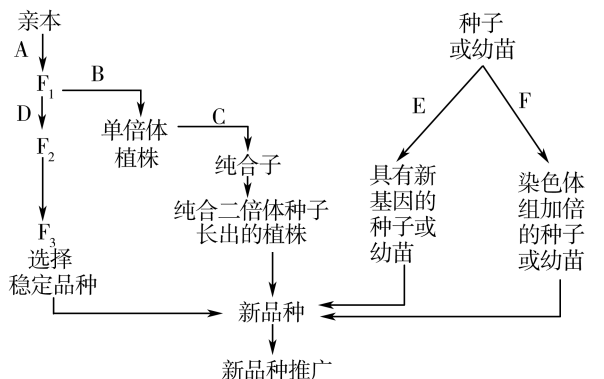 亲本
A
F1
B
D
F2
单倍体
植株
C
纯合子
纯合二倍体种子
长出的植株
F3
选择
稳定品种
种子
或幼苗
E
F
具有新
基因的
种子或
幼苗
染色体
组加倍
的种子
或幼苗
新品种
新品种推广